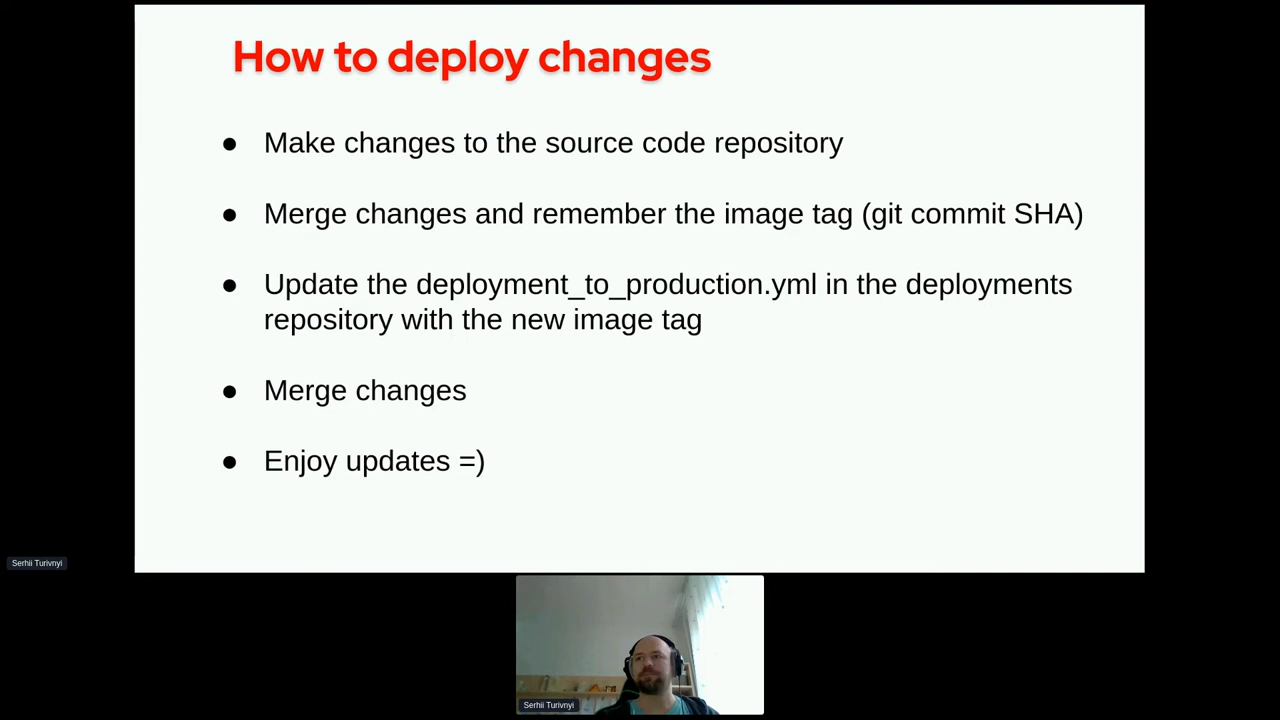 How to deploy changes
● Make changes to the source code repository
● Merge changes and remember the image tag (git commit SHA)
● Update the deployment_to_production.yml in the deployments
repository with the new image tag
● Merge changes
● Enjoy updates =)
Serhii Turivnyi
Serhii Turivnyi